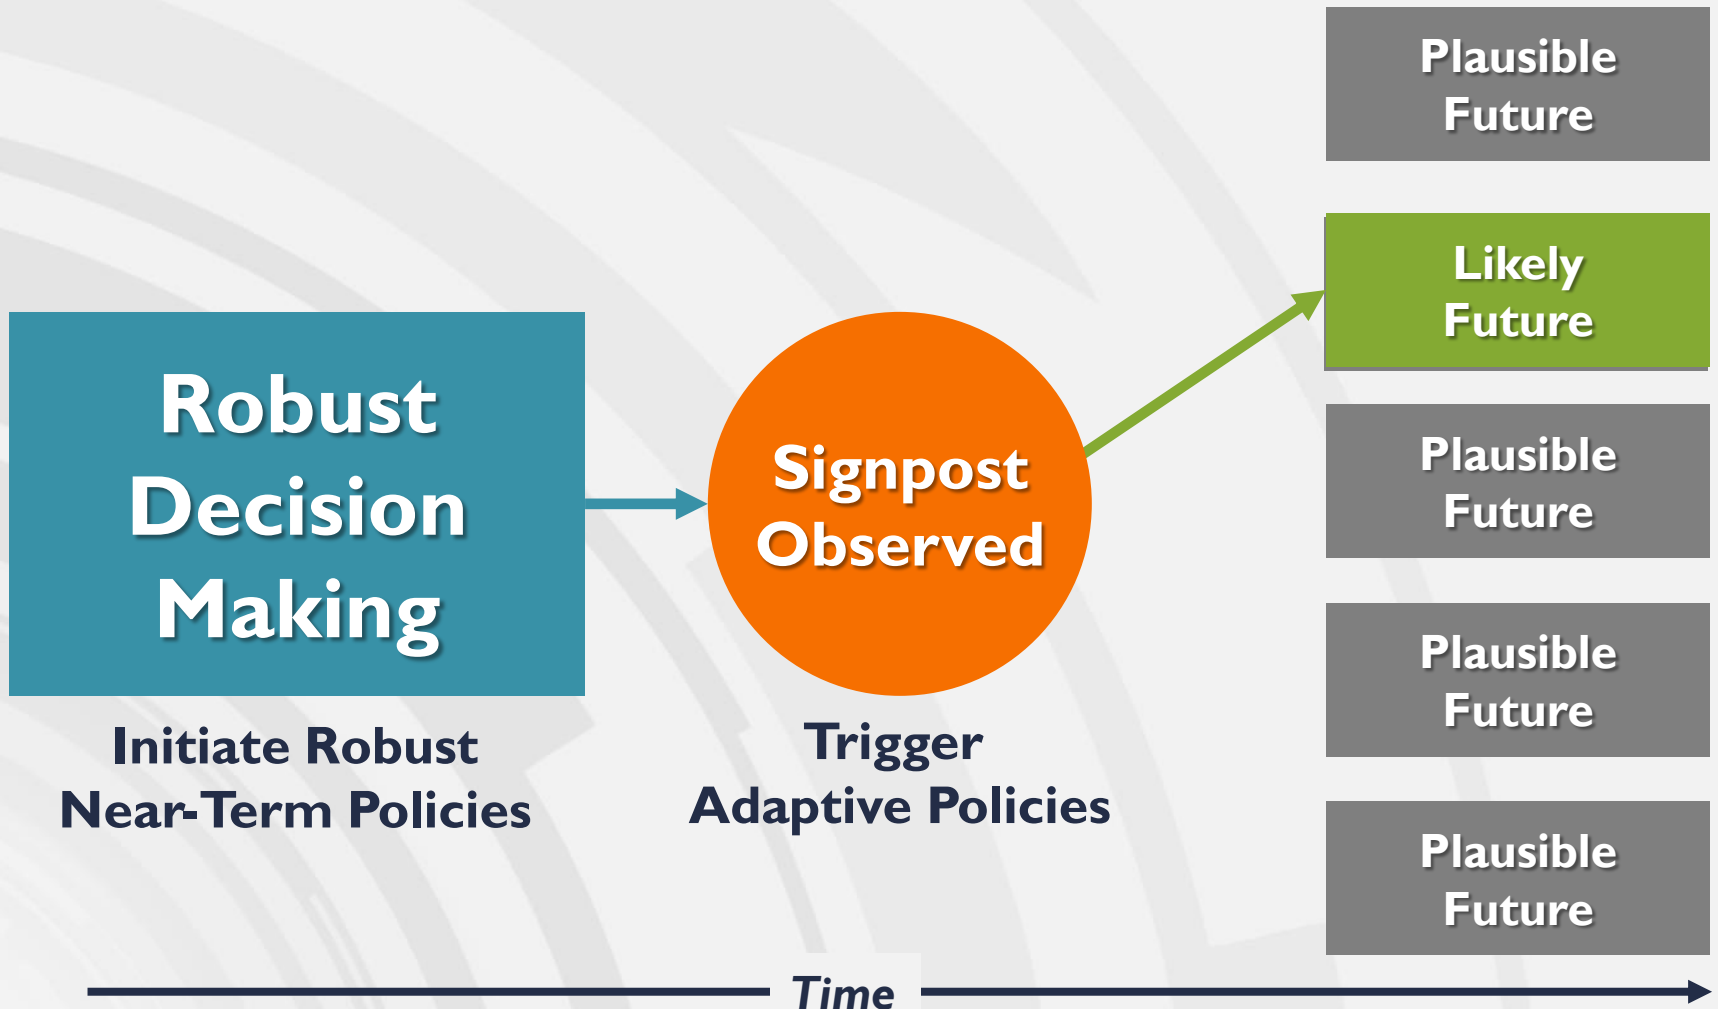 Robust
Decision
Making
Initiate Robust
Near-Term Policies
Signpost
Observed
Trigger
Adaptive Policies
Plausible
Future
Likely
Future
Plausible
Future
Plausible
Future
Plausible
Future
Time